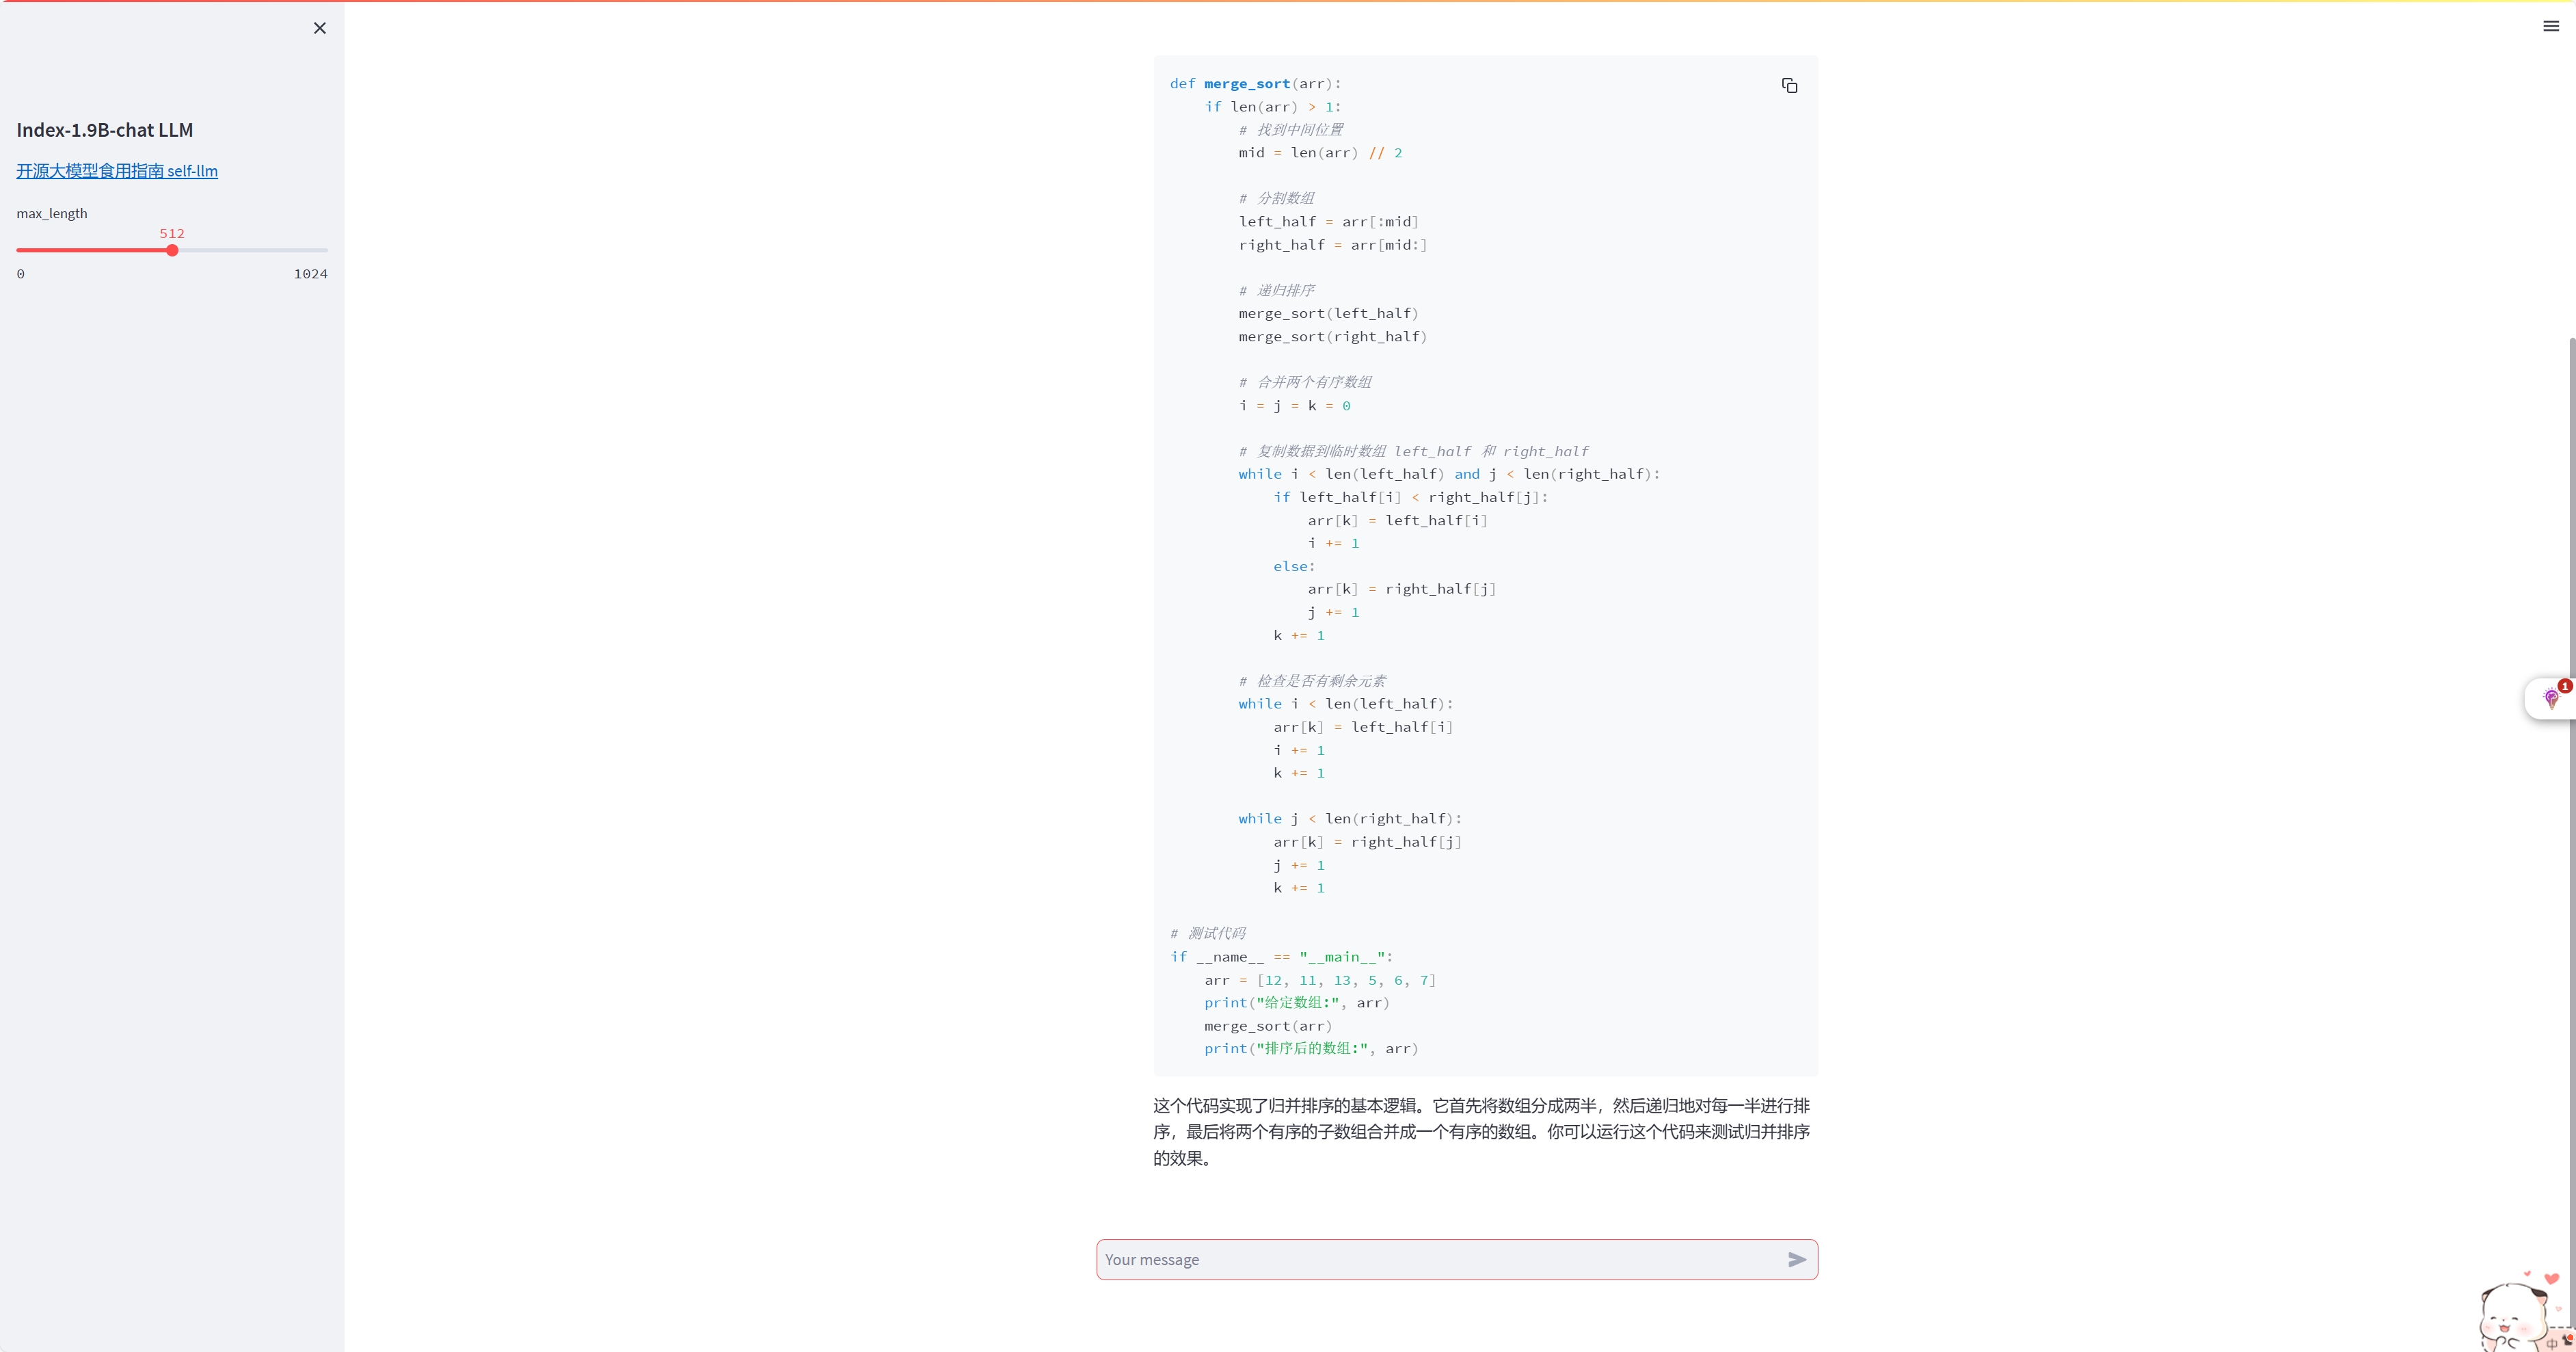 Index-1.9B-chat LLM
开源大模型食用指南 self-llm
max_length
512
0
1024
def merge_sort(arr):
    if len(arr) > 1:
        # 找到中间位置
        mid = len(arr) // 2

        # 分割数组
        left_half = arr[:mid]
        right_half = arr[mid:]

        # 递归排序
        merge_sort(left_half)
        merge_sort(right_half)

        # 合并两个有序数组
        i = j = k = 0

        # 复制数据到临时数组 left_half 和 right_half
        while i < len(left_half) and j < len(right_half):
            if left_half[i] < right_half[j]:
                arr[k] = left_half[i]
                i += 1
            else:
                arr[k] = right_half[j]
                j += 1
            k += 1

        # 检查是否有剩余元素
        while i < len(left_half):
            arr[k] = left_half[i]
            i += 1
            k += 1

        while j < len(right_half):
            arr[k] = right_half[j]
            j += 1
            k += 1

# 测试代码
if __name__ == "__main__":
    arr = [12, 11, 13, 5, 6, 7]
    print("给定数组:", arr)
    merge_sort(arr)
    print("排序后的数组:", arr)
这个代码实现了归并排序的基本逻辑。它首先将数组分成两半，然后递归地对每一半进行排
序，最后将两个有序的子数组合并成一个有序的数组。你可以运行这个代码来测试归并排序
的效果。
Your message
1
中